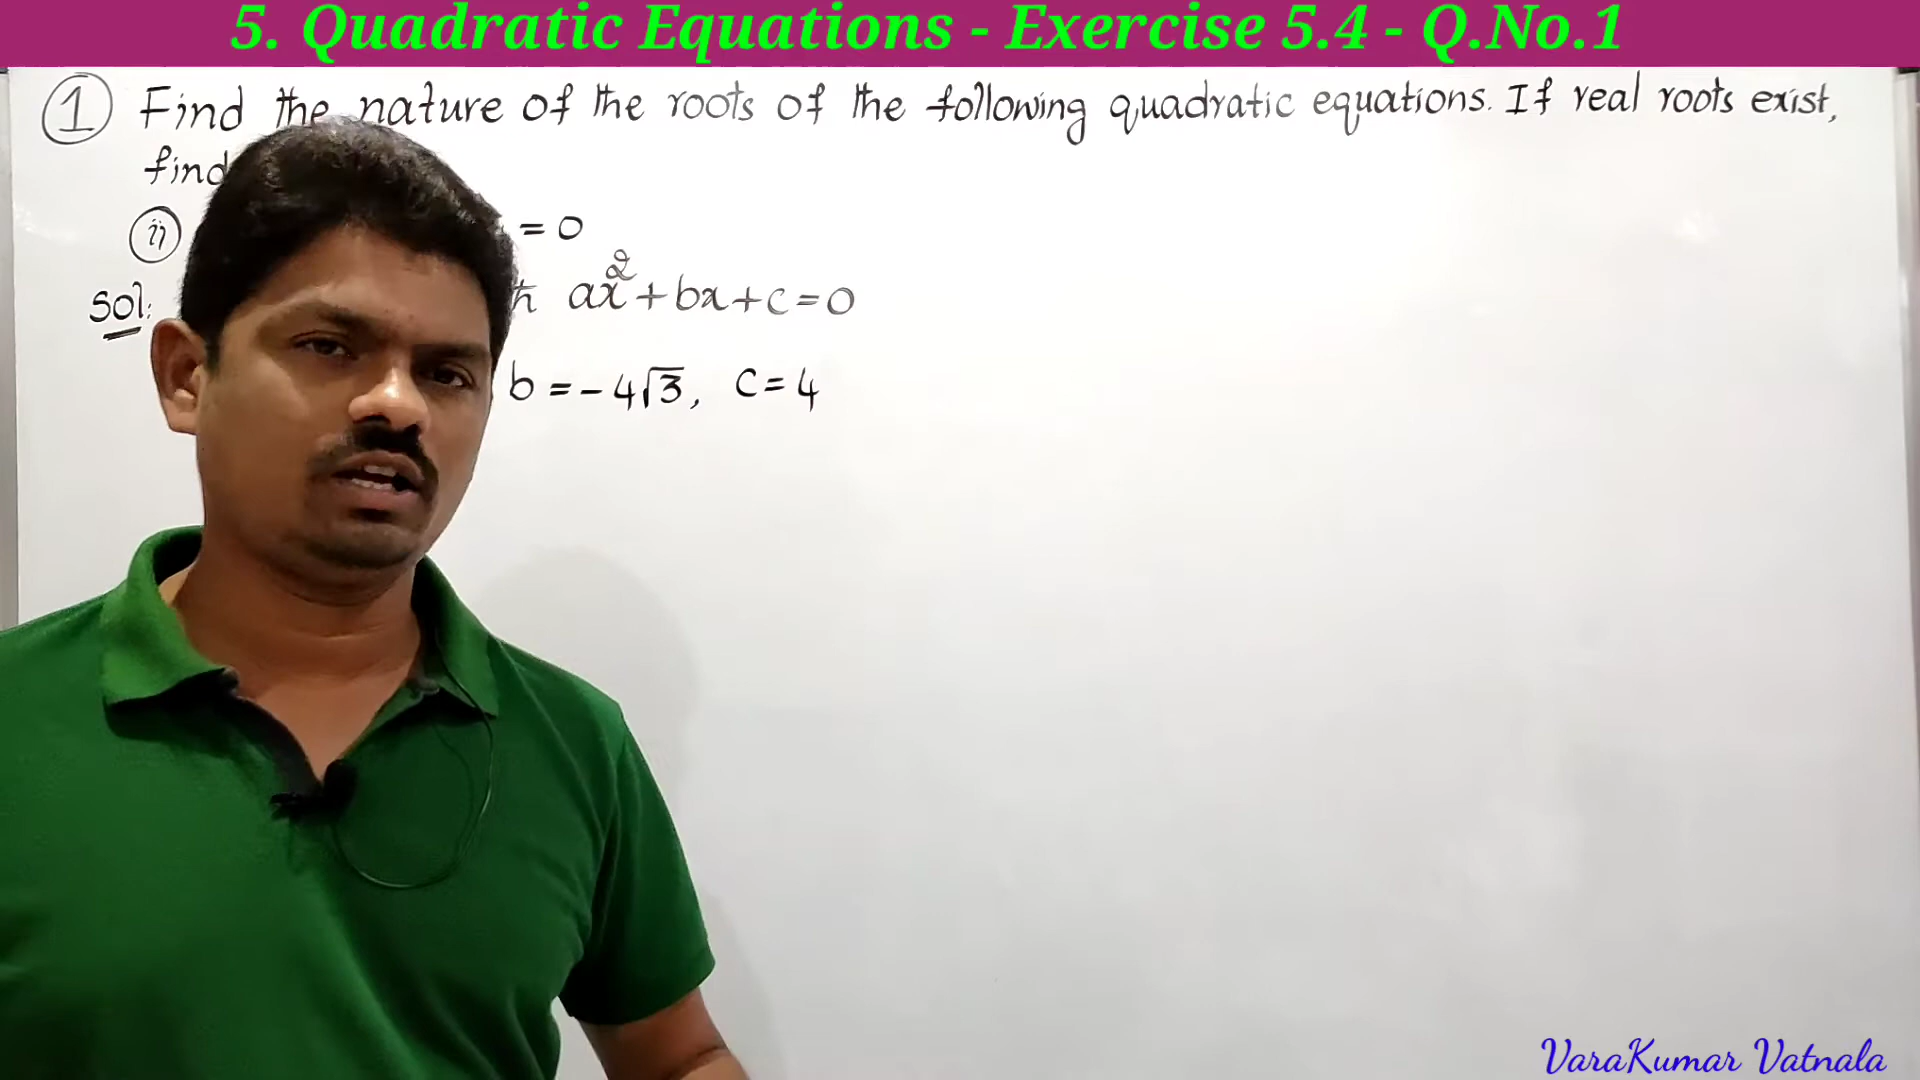 5. Quadratic Equations - Exercise 5.4 - Q.No.1
① Find the nature of the roots of the following quadratic equations. If real roots exist,
find
ii = 0
Sol: ax²+bx+c=0
b = -4√3, c=4
VaraKumar Vatnala